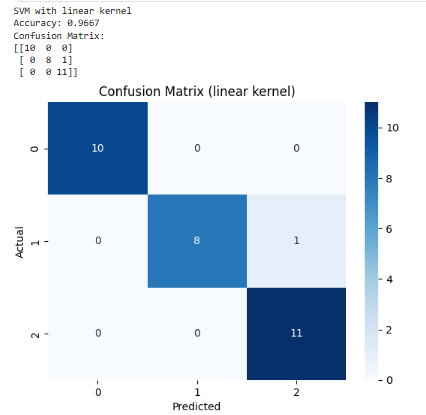 SVM with linear kernel
Accuracy: 0.9667
Confusion Matrix:
[[10  0  0]
 [ 0  8  1]
 [ 0  0 11]]
Confusion Matrix (linear kernel)
10
0 10 0 0
8
Actual
1 0 8 1
6
4
2 0 0 11
2
0
0 1 2
Predicted